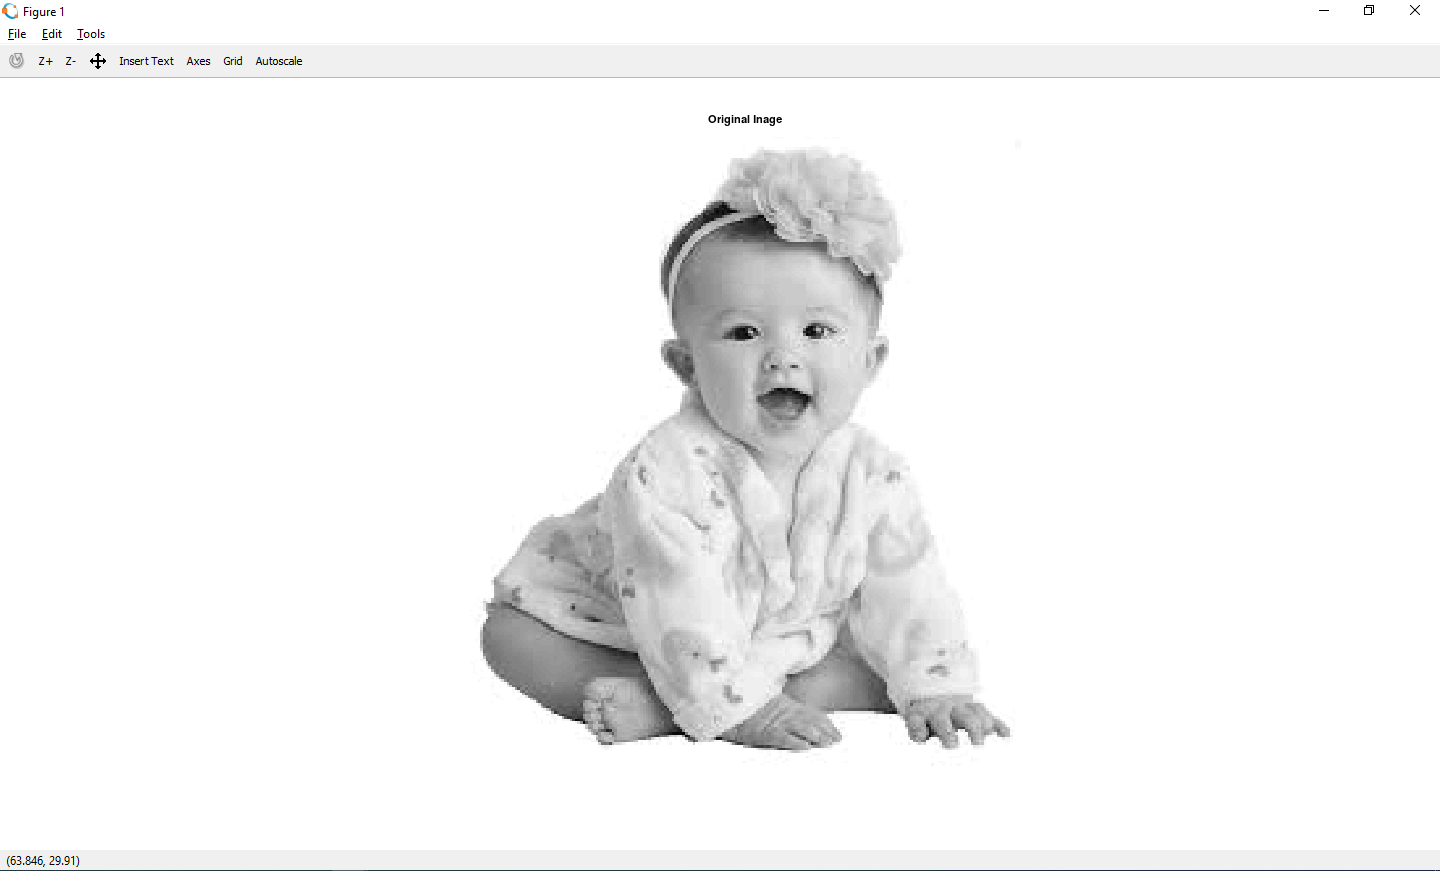 Figure 1
File Edit Tools
Z+ Z- Insert Text Axes Grid Autoscale
Original Image
(63.846, 29.91)